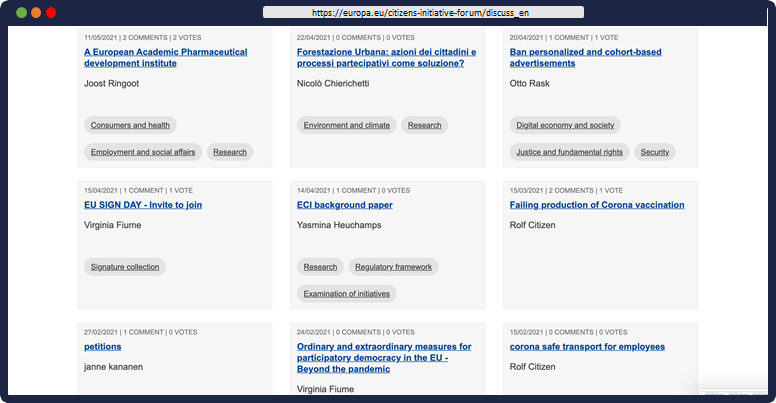 https://europa.eu/citizens-initiative-forum/discuss_en
11/05/2021 | 2 COMMENTS | 2 VOTES
A European Academic Pharmaceutical
development institute
Joost Ringoot
Consumers and health
Employment and social affairs
Research
22/04/2021 | 0 COMMENTS | 0 VOTES
Forestazione Urbana: azioni dei cittadini e
processi partecipativi come soluzione?
Nicolò Chierichetti
Environment and climate
Research
20/04/2021 | 1 COMMENT | 1 VOTE
Ban personalized and cohort-based
advertisements
Otto Rask
Digital economy and society
Justice and fundamental rights
Security
15/04/2021 | 1 COMMENT | 1 VOTE
EU SIGN DAY - Invite to join
Virginia Fiume
Signature collection
14/04/2021 | 1 COMMENT | 0 VOTES
ECI background paper
Yasmina Heuchamps
Research
Regulatory framework
Examination of initiatives
15/03/2021 | 2 COMMENTS | 1 VOTE
Failing production of Corona vaccination
Rolf Citizen
27/02/2021 | 1 COMMENT | 0 VOTES
petitions
janne kananen
24/02/2021 | 0 COMMENTS | 0 VOTES
Ordinary and extraordinary measures for
participatory democracy in the EU -
Beyond the pandemic
Virginia Fiume
15/02/2021 | 0 COMMENTS | 0 VOTES
corona safe transport for employees
Rolf Citizen